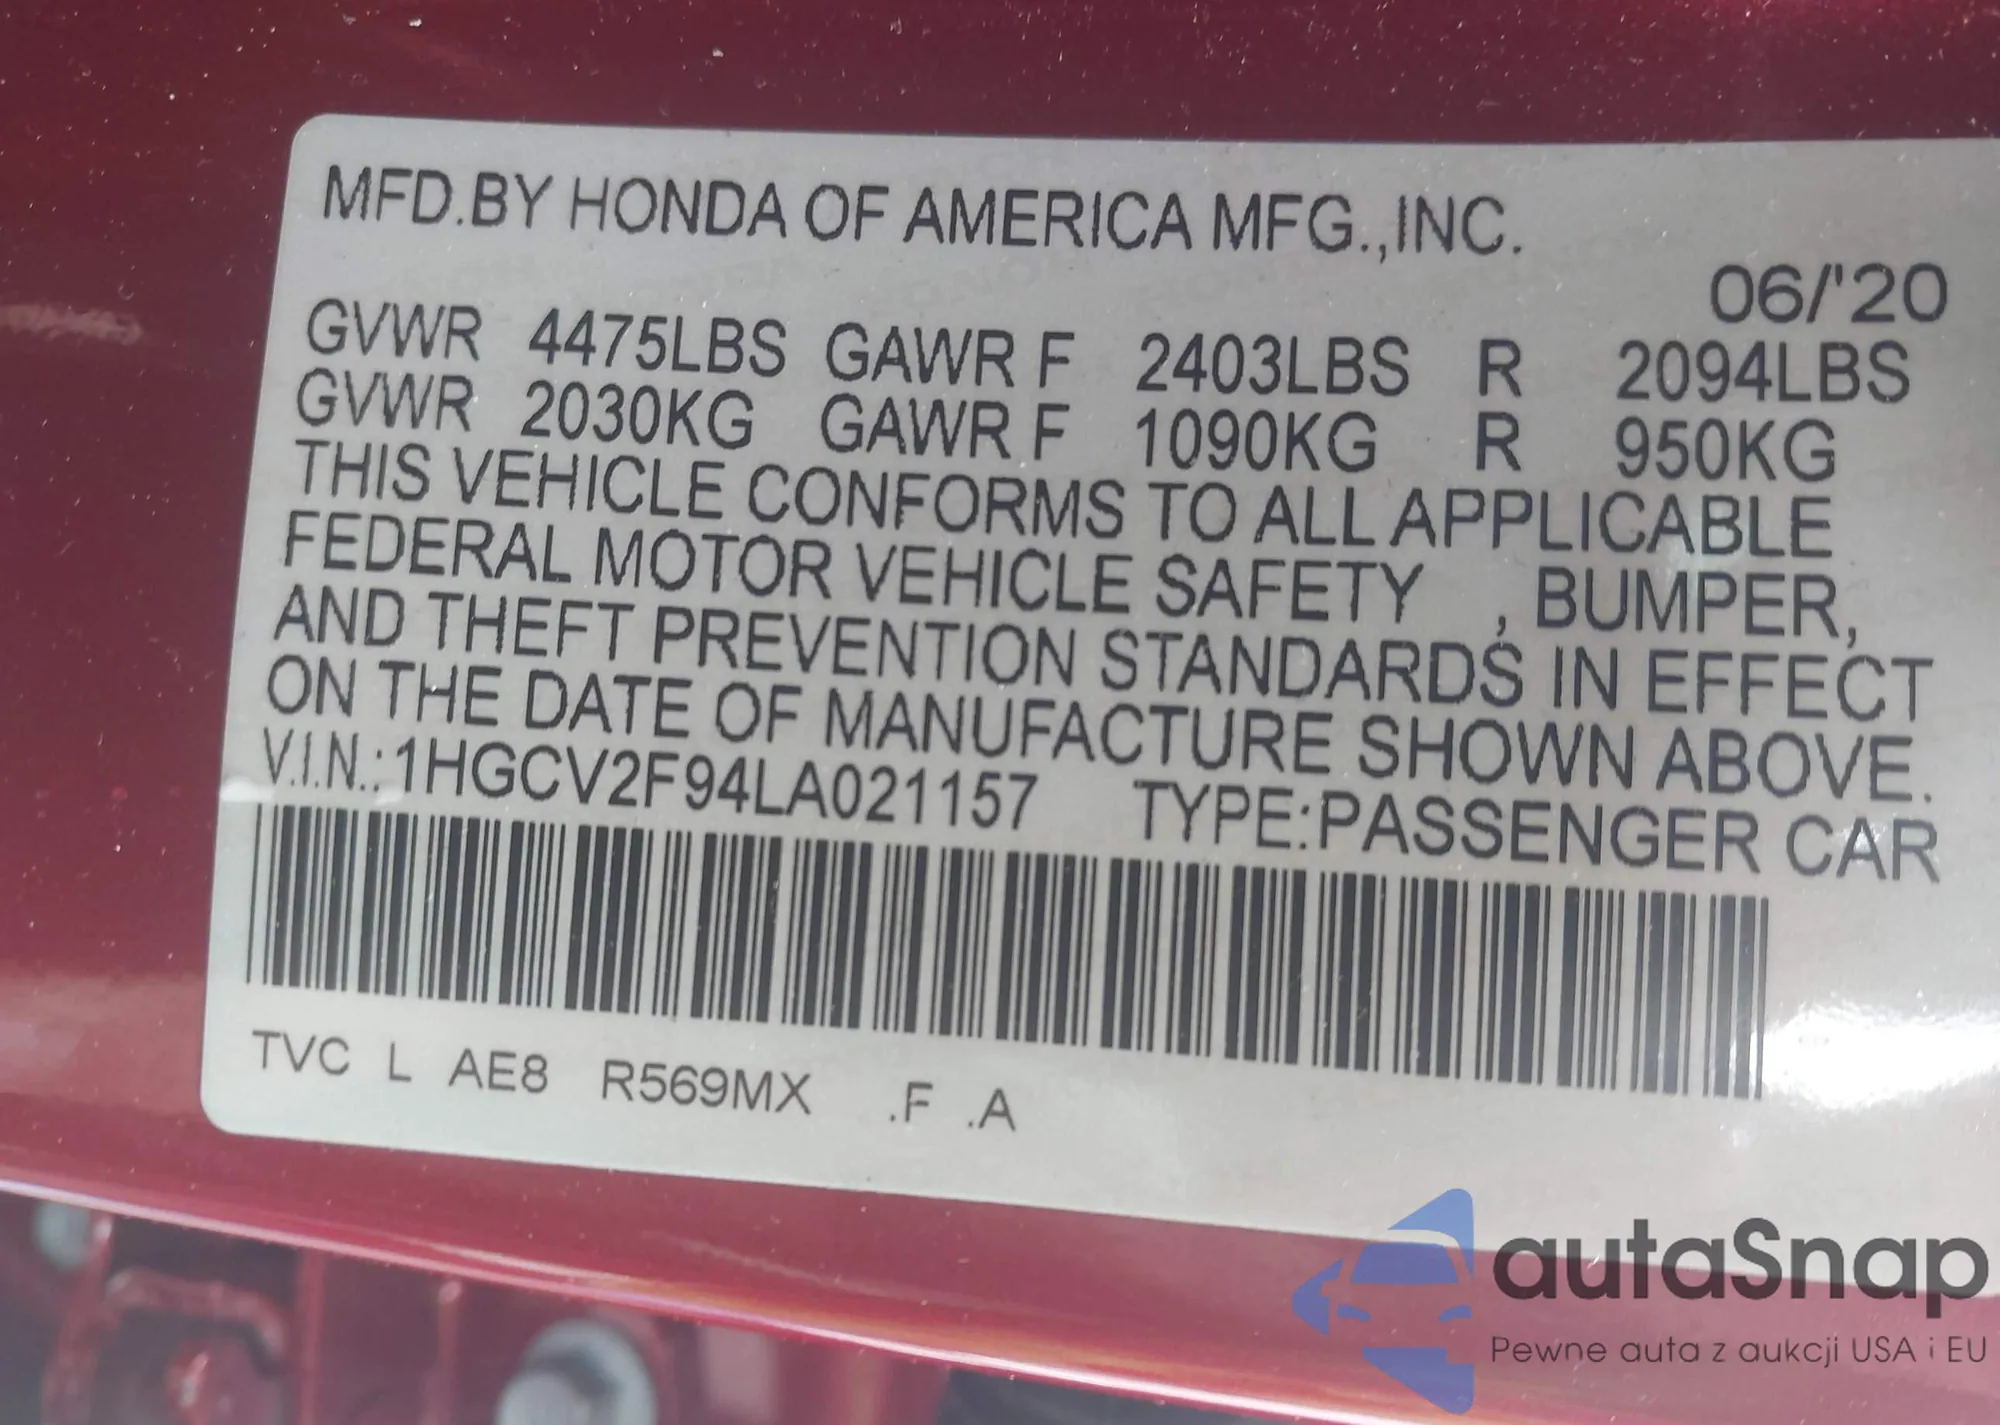 MFD.BY HONDA OF AMERICA MFG.,INC.
06/'20
GVWR 4475LBS GAWR F 2403LBS R 2094LBS
GVWR 2030KG GAWR F 1090KG R 950KG
THIS VEHICLE CONFORMS TO ALL APPLICABLE
FEDERAL MOTOR VEHICLE SAFETY , BUMPER,
AND THEFT PREVENTION STANDARDS IN EFFECT
ON THE DATE OF MANUFACTURE SHOWN ABOVE.
V.I.N.:1HGCV2F94LA021157 TYPE:PASSENGER CAR
TVC L AE8 R569MX .F .A
autaSnap
Pewne auta z aukcji USA i EU